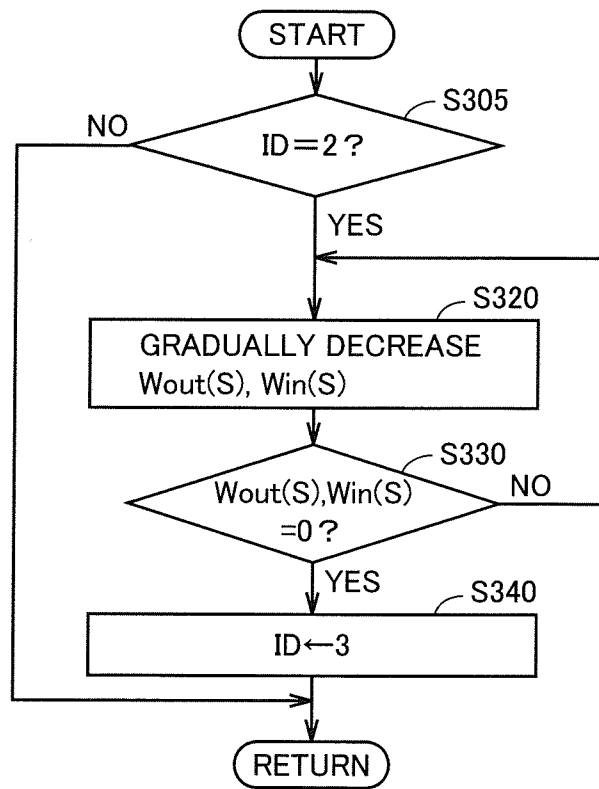 START
S305
NO
ID=2?
YES
S320
GRADUALLY DECREASE
Wout(S), Win(S)
S330
Wout(S),Win(S)
=0?
NO
YES
S340
ID←3
RETURN